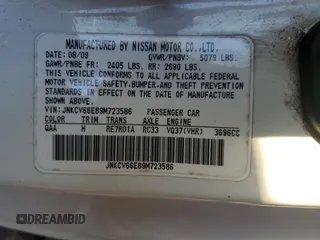 MANUFACTURED BY NISSAN MOTOR CO.,LTD.
DATE: 08/09 GVWR/PNBV: 5079 LBS.
GAWR/PNBE FR: 2405 LBS. RR: 2690 LBS.
THIS VEHICLE CONFORMS TO ALL APPLICABLE FEDERAL
MOTOR VEHICLE SAFETY,BUMPER,AND THEFT PREVENTION
STANDARDS IN EFFECT ON THE DATE OF MANUFACTURE
SHOWN ABOVE.
VIN: JNKCV66E89M723586 PASSENGER CAR
COLOR TRIM TRANS AXLE ENGINE
QAA H RE7R01A RC33 VQ37(VHR) 3696CC
JNKCV66E89M723586
DREAMBID